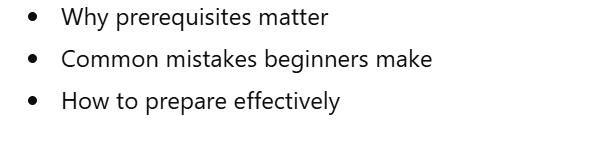 • Why prerequisites matter
• Common mistakes beginners make
• How to prepare effectively